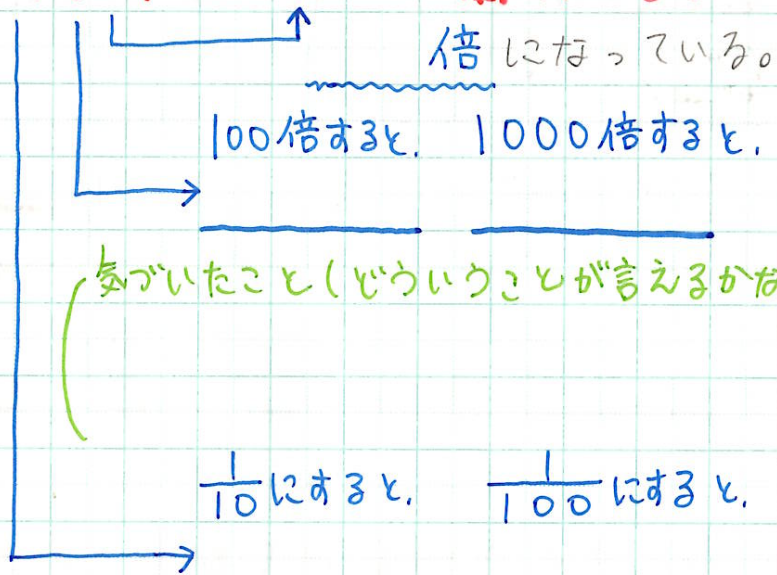 倍になっている。
100倍すると、 1000倍すると、
気づいたこと(どういうことが言えるかな
1/10にすると、 1/100にすると、